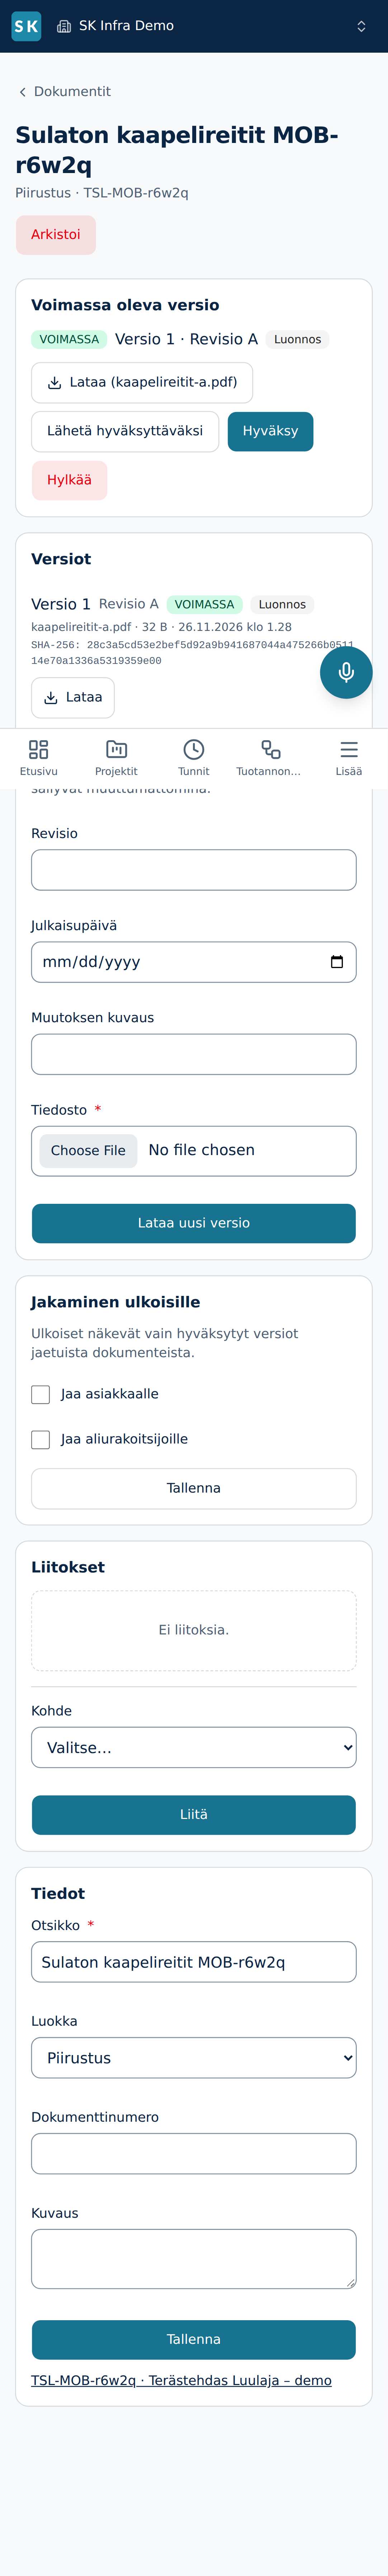 SK SK Infra Demo
Dokumentit
Sulaton kaapelireitit MOB-
r6w2q
Piirustus · TSL-MOB-r6w2q
Arkistoi
Voimassa oleva versio
VOIMASSA Versio 1 · Revisio A Luonnos
Lataa (kaapelireitit-a.pdf)
Lähetä hyväksyttäväksi Hyväksy
Hylkää
Versiot
Versio 1 Revisio A VOIMASSA Luonnos
kaapelireitit-a.pdf · 32 B · 26.11.2026 klo 1.28
SHA-256: 28c3a5cd53e2bef5d92a9b941687044a475266b0511
14e70a1336a5319359e00
Lataa
Etusivu Projektit Tunnit Tuotannon… Lisää
säilyvät muuttumattomina.
Revisio
Julkaisupäivä
mm/dd/yyyy
Muutoksen kuvaus
Tiedosto *
Choose File No file chosen
Lataa uusi versio
Jakaminen ulkoisille
Ulkoiset näkevät vain hyväksytyt versiot
jaetuista dokumenteista.
Jaa asiakkaalle
Jaa aliurakoitsijoille
Tallenna
Liitokset
Ei liitoksia.
Kohde
Valitse…
Liitä
Tiedot
Otsikko *
Sulaton kaapelireitit MOB-r6w2q
Luokka
Piirustus
Dokumenttinumero
Kuvaus
Tallenna
TSL-MOB-r6w2q · Terästehdas Luulaja – demo